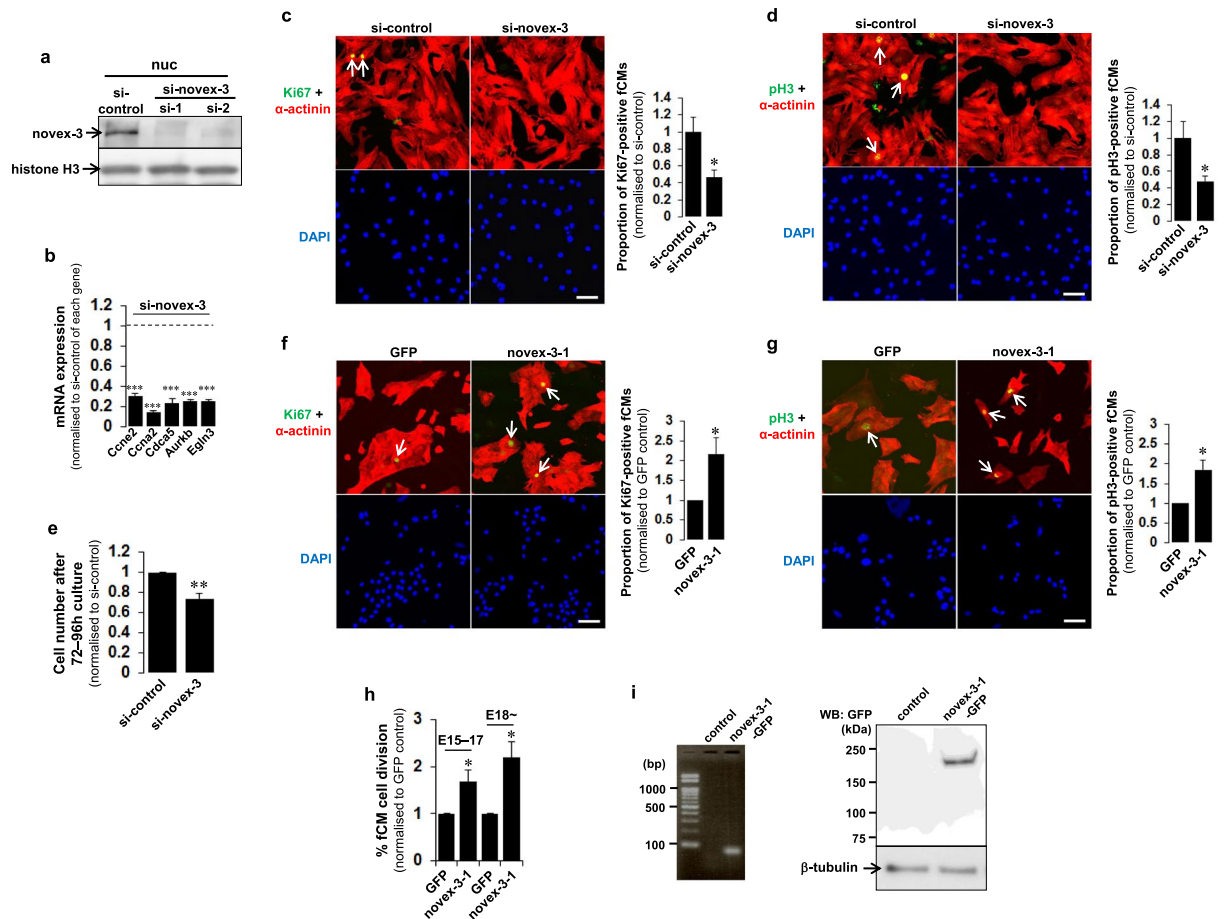 a
nuc
si-
control
si-novex-3
si-1
si-2
novex-3
histone H3
b
si-novex-3
mRNA expression
(normalized to si-control of each gene)
1.2
1
0.8
0.6
0.4
0.2
0
***
***
***
***
***
Ccne2
Ccna2
Cdca5
Aurkb
Egln3
c
si-control
si-novex-3
Ki67 +
α-actinin
DAPI
Proportion of Ki67-positive fCMs
(normalised to si-control)
1.4
1.2
1
0.8
0.6
0.4
0.2
0
*
si-control
si-novex-3
d
si-control
si-novex-3
pH3 +
α-actinin
DAPI
Proportion of pH3-positive fCMs
(normalised to si-control)
1.4
1.2
1
0.8
0.6
0.4
0.2
0
*
si-control
si-novex-3
e
Cell number after
72–96h culture
(normalized to si-control)
1.2
1
0.8
0.6
0.4
0.2
0
**
si-control
si-novex-3
f
GFP
novex-3-1
Ki67 +
α-actinin
DAPI
Proportion of Ki67-positive fCMs
(normalised to GFP control)
3
2.5
2
1.5
1
0.5
0
*
GFP
novex-3-1
g
GFP
novex-3-1
pH3 +
α-actinin
DAPI
Proportion of pH3-positive fCMs
(normalised to GFP control)
3
2.5
2
1.5
1
0.5
0
*
GFP
novex-3-1
h
% fCM cell division
(normalised to GFP control)
3
2
1
0
E15–17
E18~
*
*
GFP
novex-3-1
GFP
novex-3-1
i
control
novex-3-1
-GFP
(bp)
1000
500
100
WB: GFP
(kDa)
control
novex-3-1
-GFP
250
150
100
75
β-tubulin